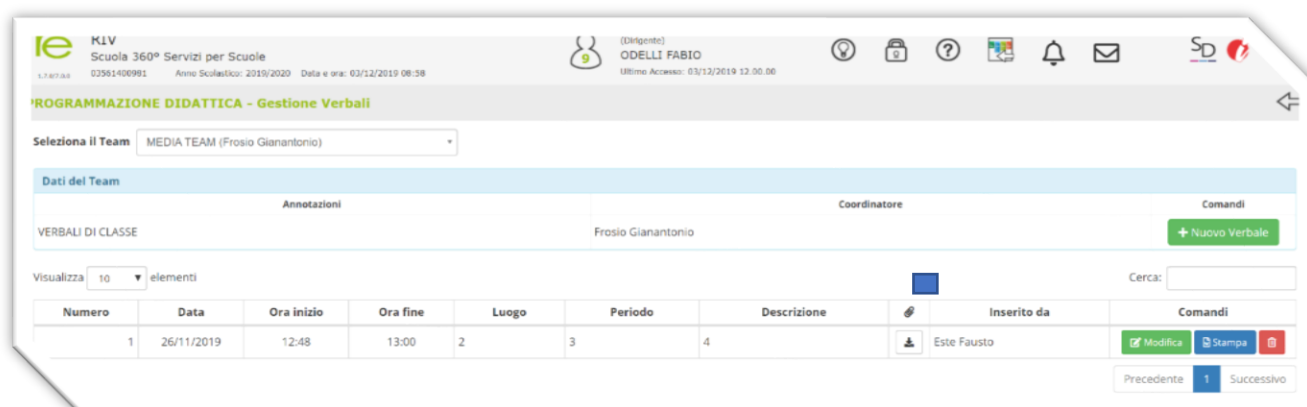 RIV
Scuola 360° Servizi per Scuole
03561400981 Anno Scolastico: 2019/2020 Data e ora: 03/12/2019 08:58
9
(Dirigente)
ODELLI FABIO
Ultimo Accesso: 03/12/2019 12.00.00
SD
PROGRAMMAZIONE DIDATTICA - Gestione Verbali
Seleziona il Team MEDIA TEAM (Frosio Gianantonio)
Dati del Team
Annotazioni Coordinatore Comandi
VERBALI DI CLASSE Frosio Gianantonio + Nuovo Verbale
Visualizza 10 elementi Cerca:
Numero Data Ora inizio Ora fine Luogo Periodo Descrizione Inserito da Comandi
1 26/11/2019 12:48 13:00 2 3 4 Este Fausto Modifica Stampa
Precedente 1 Successivo